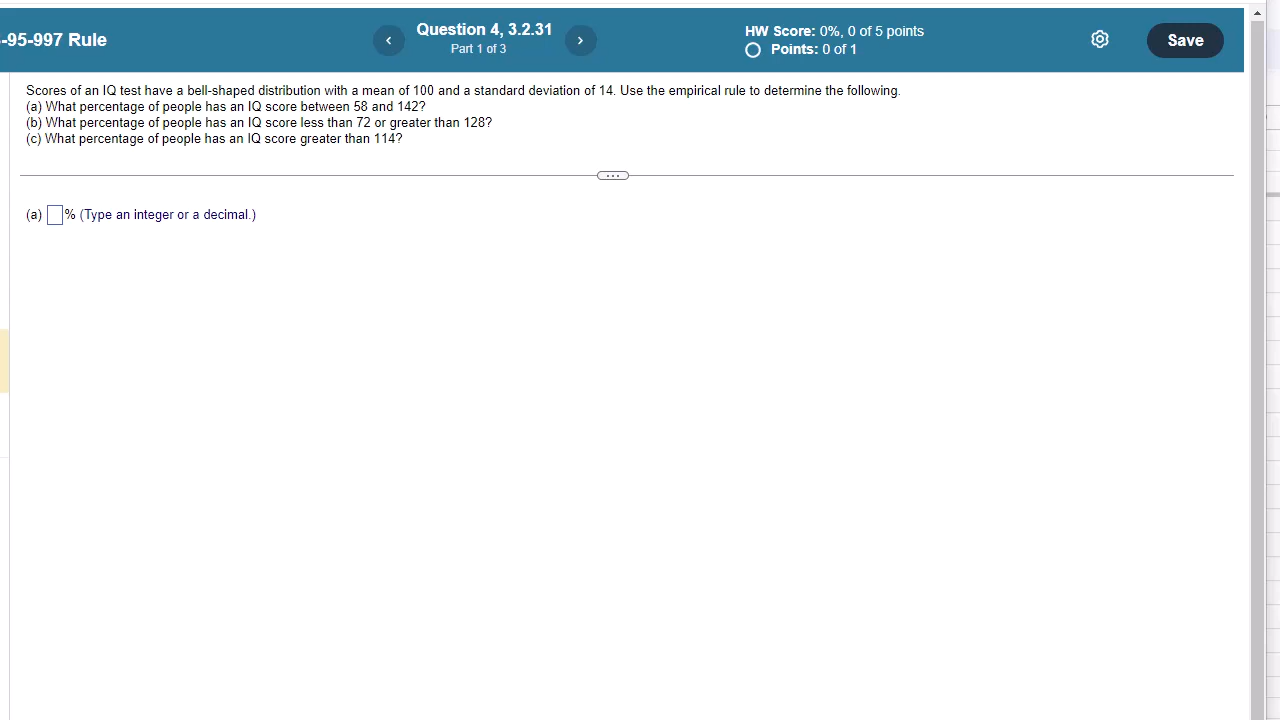 -95-997 Rule
Question 4, 3.2.31
Part 1 of 3
HW Score: 0%, 0 of 5 points
Points: 0 of 1
Save
Scores of an IQ test have a bell-shaped distribution with a mean of 100 and a standard deviation of 14. Use the empirical rule to determine the following.
(a) What percentage of people has an IQ score between 58 and 142?
(b) What percentage of people has an IQ score less than 72 or greater than 128?
(c) What percentage of people has an IQ score greater than 114?
(a) % (Type an integer or a decimal.)